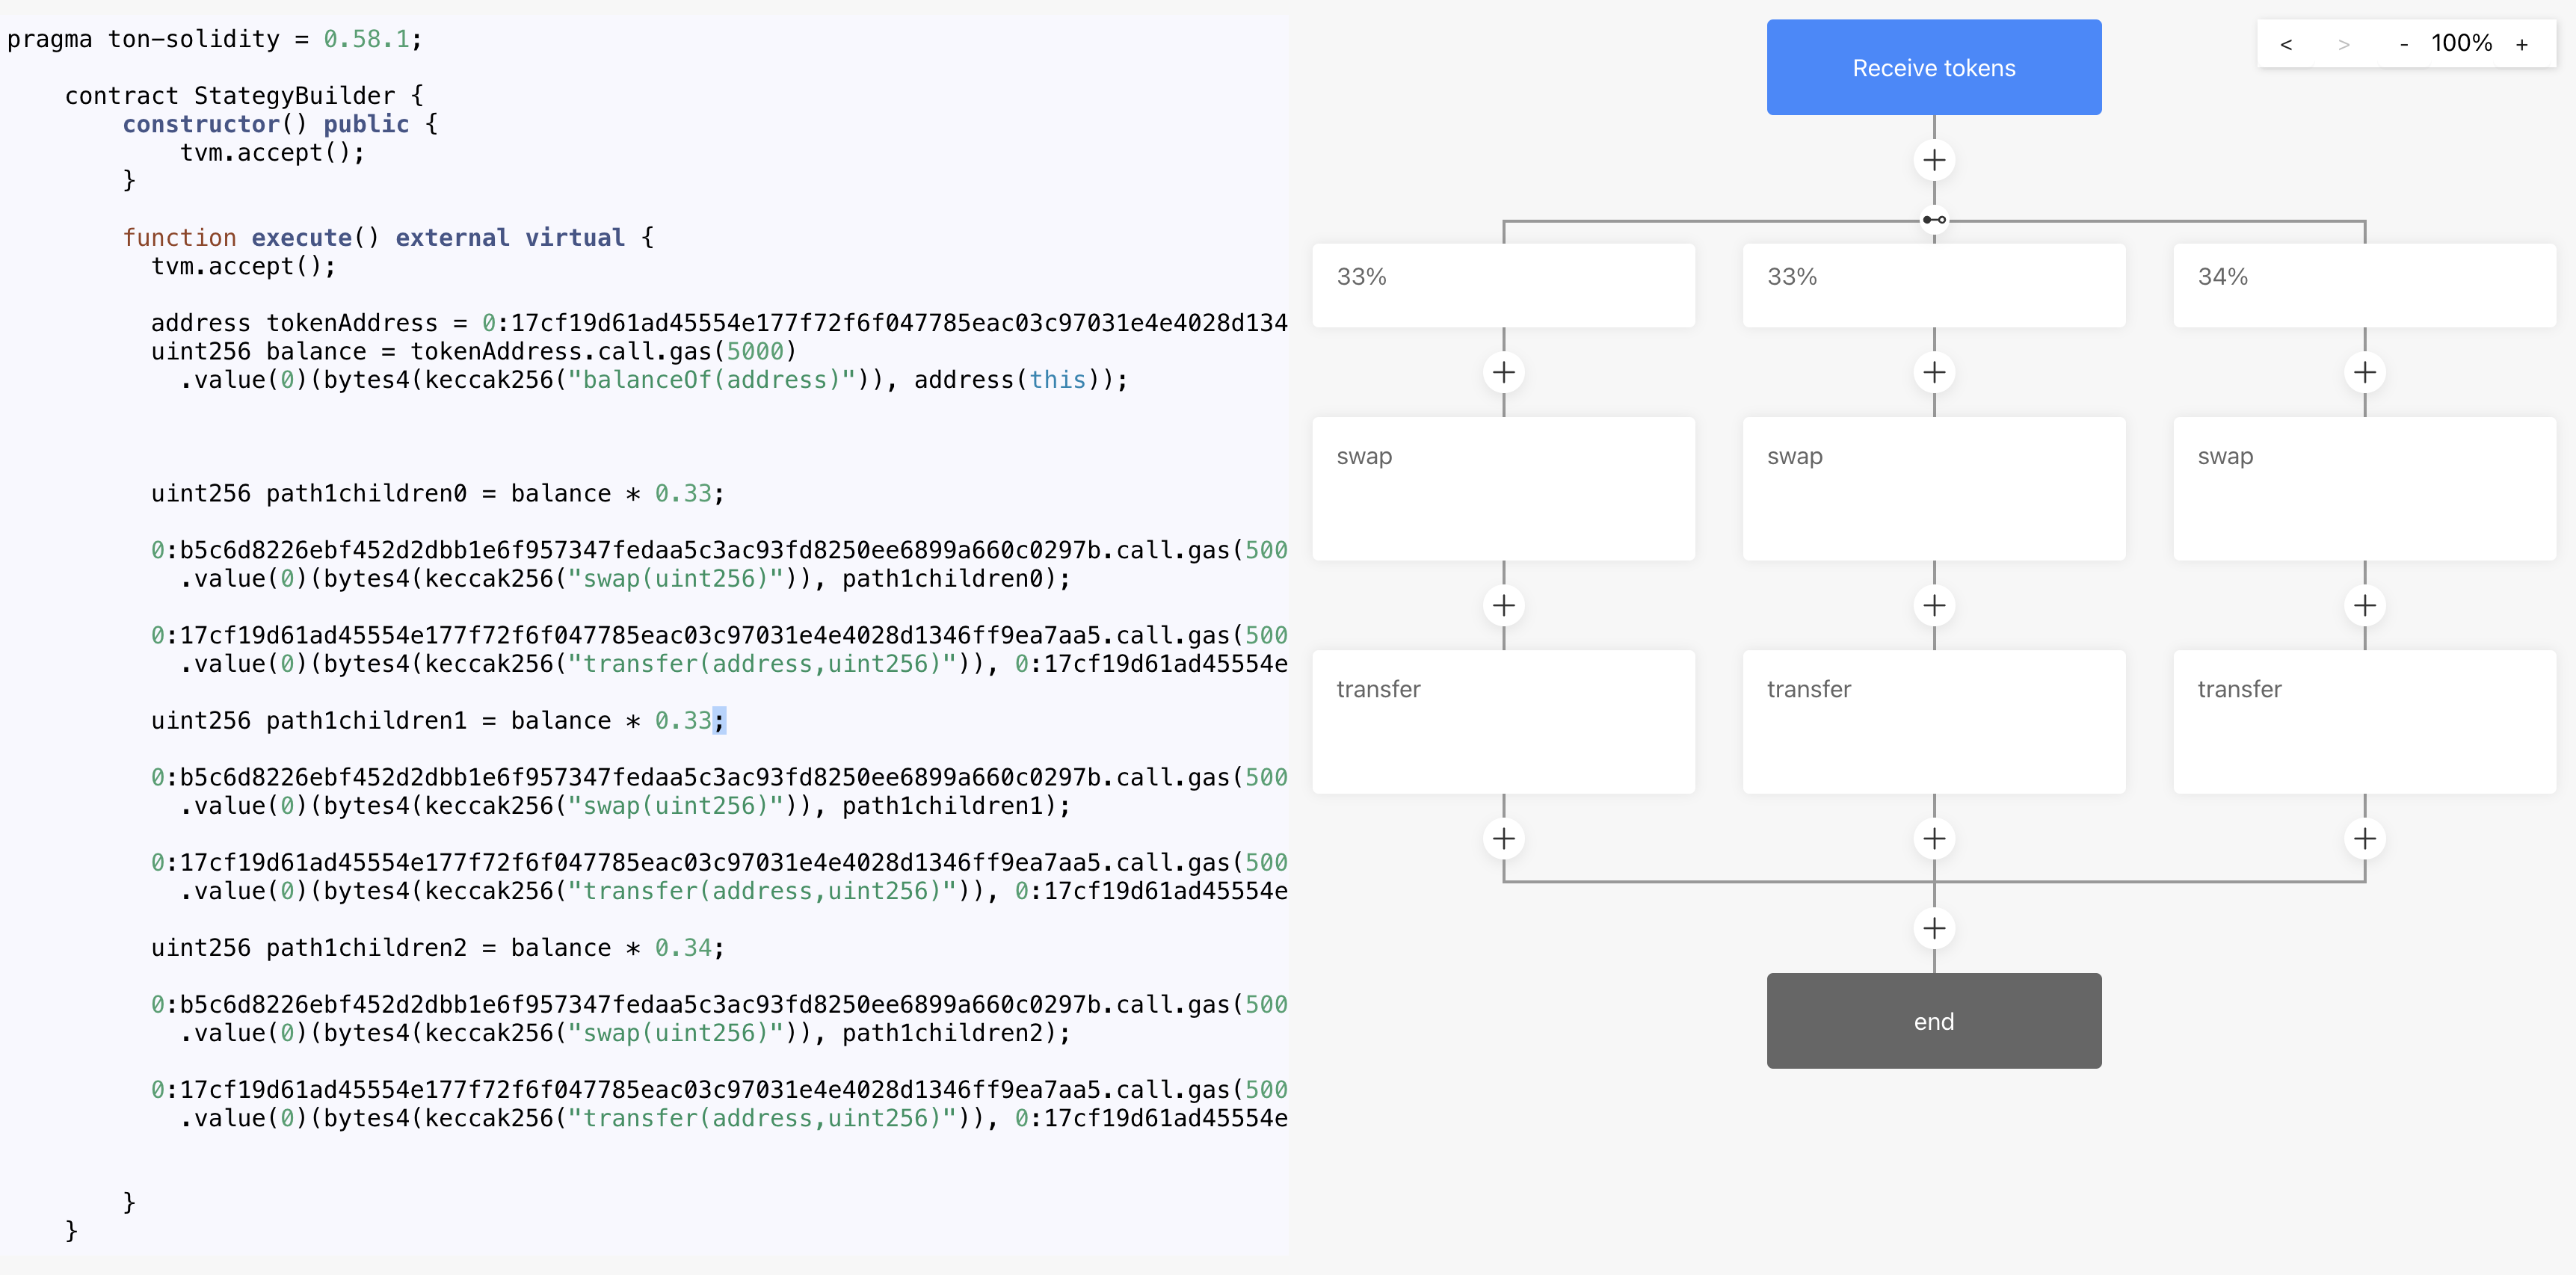 pragma ton-solidity = 0.58.1;
contract StategyBuilder {
constructor() public {
tvm.accept();
}
function execute() external virtual {
tvm.accept();
address tokenAddress = 0:17cf19d61ad45554e177f72f6f047785eac03c97031e4e4028d134
uint256 balance = tokenAddress.call.gas(5000)
.value(0)(bytes4(keccak256("balanceOf(address)")), address(this));
uint256 path1children0 = balance * 0.33;
0:b5c6d8226ebf452d2dbb1e6f957347fedaa5c3ac93fd8250ee6899a660c0297b.call.gas(500
.value(0)(bytes4(keccak256("swap(uint256)")), path1children0);
0:17cf19d61ad45554e177f72f6f047785eac03c97031e4e4028d1346ff9ea7aa5.call.gas(500
.value(0)(bytes4(keccak256("transfer(address,uint256)")), 0:17cf19d61ad45554e
uint256 path1children1 = balance * 0.33;
0:b5c6d8226ebf452d2dbb1e6f957347fedaa5c3ac93fd8250ee6899a660c0297b.call.gas(500
.value(0)(bytes4(keccak256("swap(uint256)")), path1children1);
0:17cf19d61ad45554e177f72f6f047785eac03c97031e4e4028d1346ff9ea7aa5.call.gas(500
.value(0)(bytes4(keccak256("transfer(address,uint256)")), 0:17cf19d61ad45554e
uint256 path1children2 = balance * 0.34;
0:b5c6d8226ebf452d2dbb1e6f957347fedaa5c3ac93fd8250ee6899a660c0297b.call.gas(500
.value(0)(bytes4(keccak256("swap(uint256)")), path1children2);
0:17cf19d61ad45554e177f72f6f047785eac03c97031e4e4028d1346ff9ea7aa5.call.gas(500
.value(0)(bytes4(keccak256("transfer(address,uint256)")), 0:17cf19d61ad45554e
}
}
Receive tokens
< > - 100% +
33% 33% 34%
swap swap swap
transfer transfer transfer
end